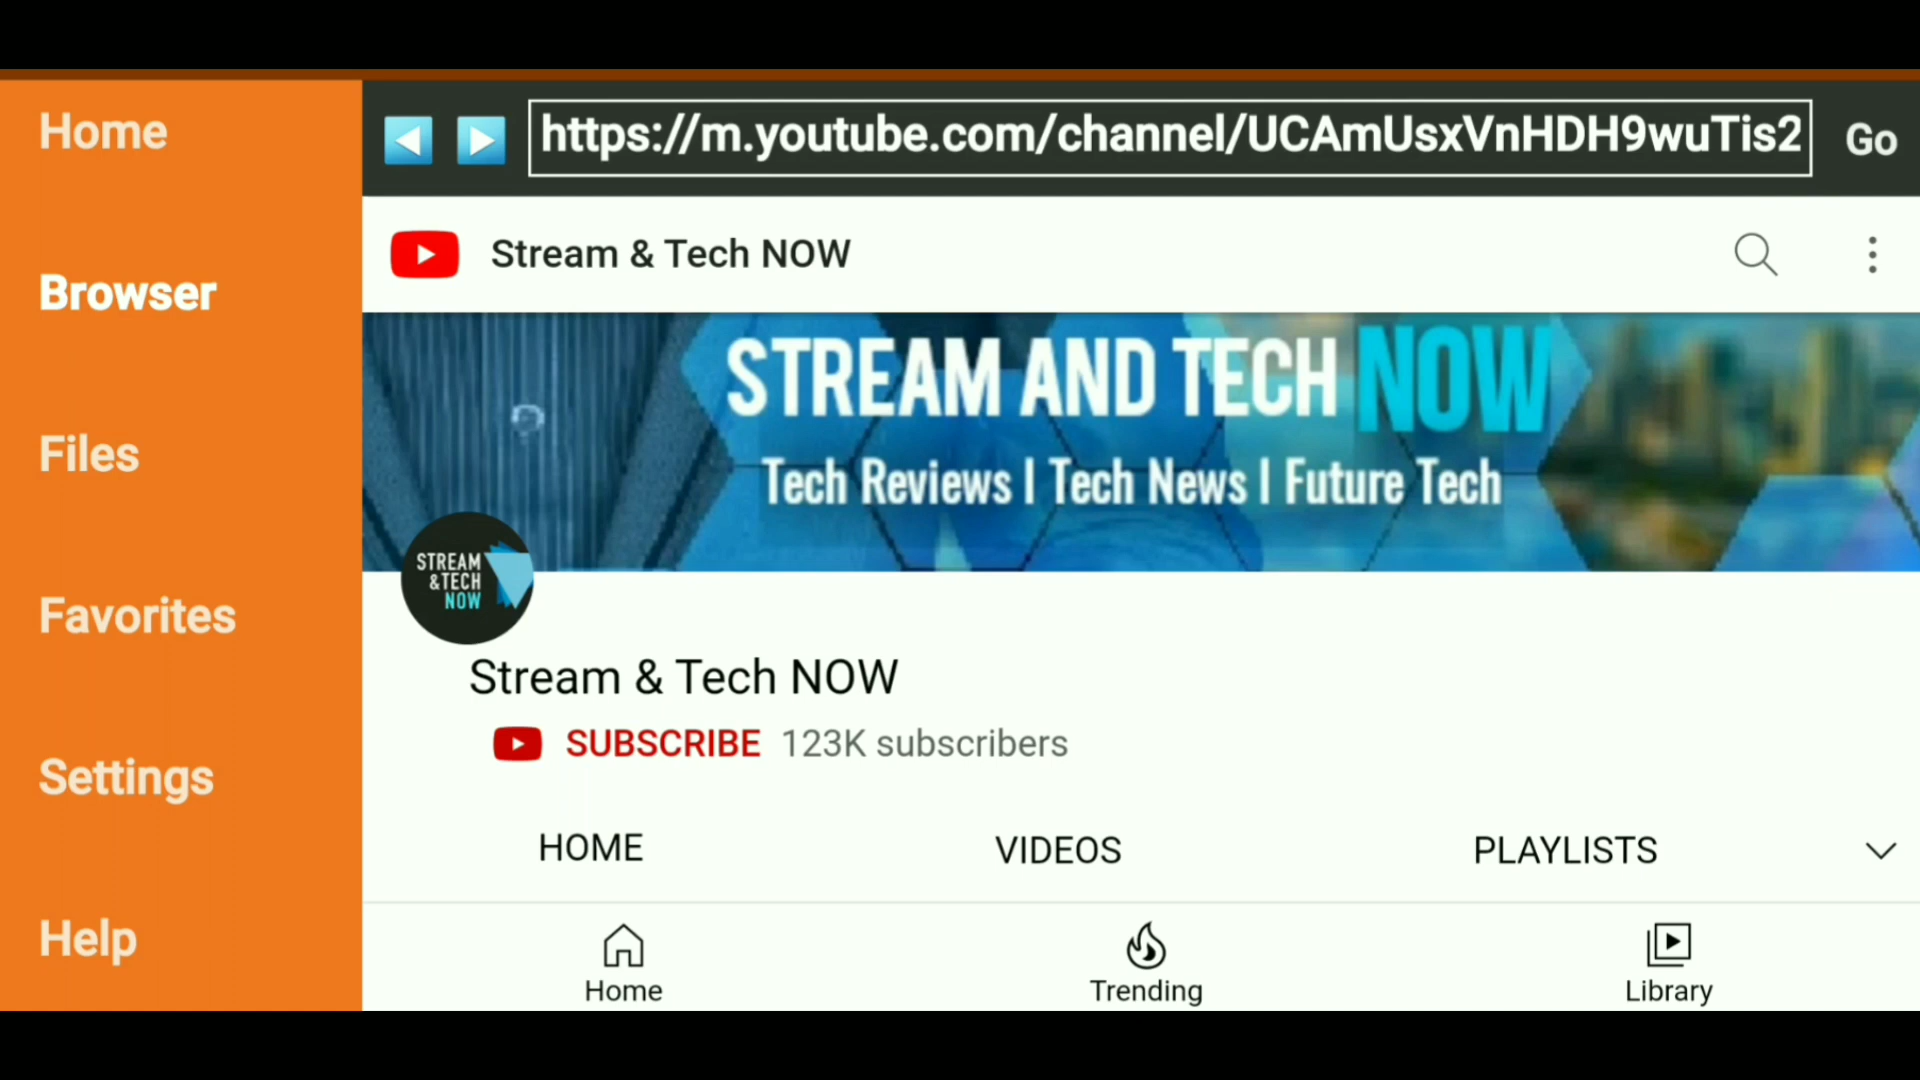 Home
Browser
Files
Favorites
Settings
Help
https://m.youtube.com/channel/UCAmUsxVnHDH9wuTis2
Go
Stream & Tech NOW
STREAM AND TECH NOW
Tech Reviews | Tech News | Future Tech
STREAM
&TECH
NOW
Stream & Tech NOW
SUBSCRIBE 123K subscribers
HOME VIDEOS PLAYLISTS
Home Trending Library